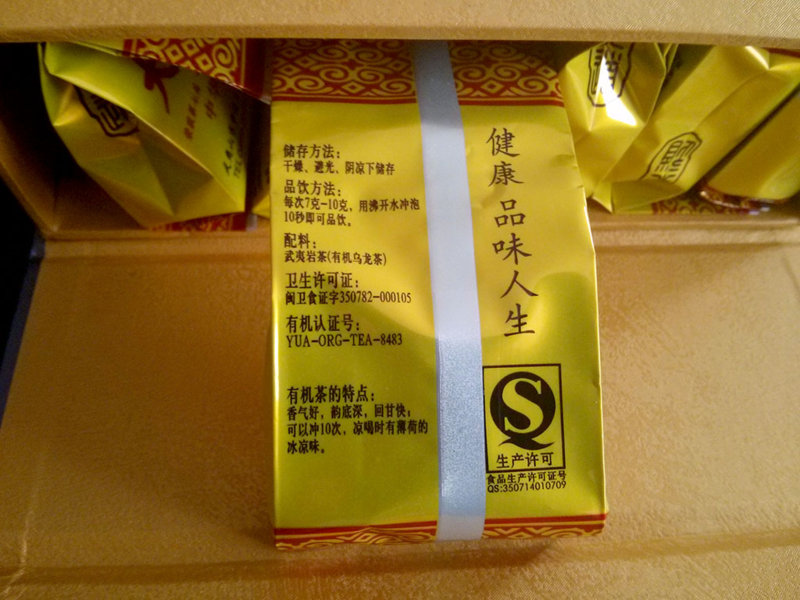 储存方法：
干燥、避光、阴凉下储存
品饮方法：
每次7克-10克，用沸开水冲泡
10秒即可品饮。
配料：
武夷岩茶(有机乌龙茶)
卫生许可证：
闽卫食证字350782-000105
有机认证号：
YUA-ORG-TEA-8483
有机茶的特点：
香气好，韵底深，回甘快；
可以冲10次，凉喝时有薄荷的
冰凉味。
健康品味人生
生产许可
食品生产许可证号
QS:350714010709